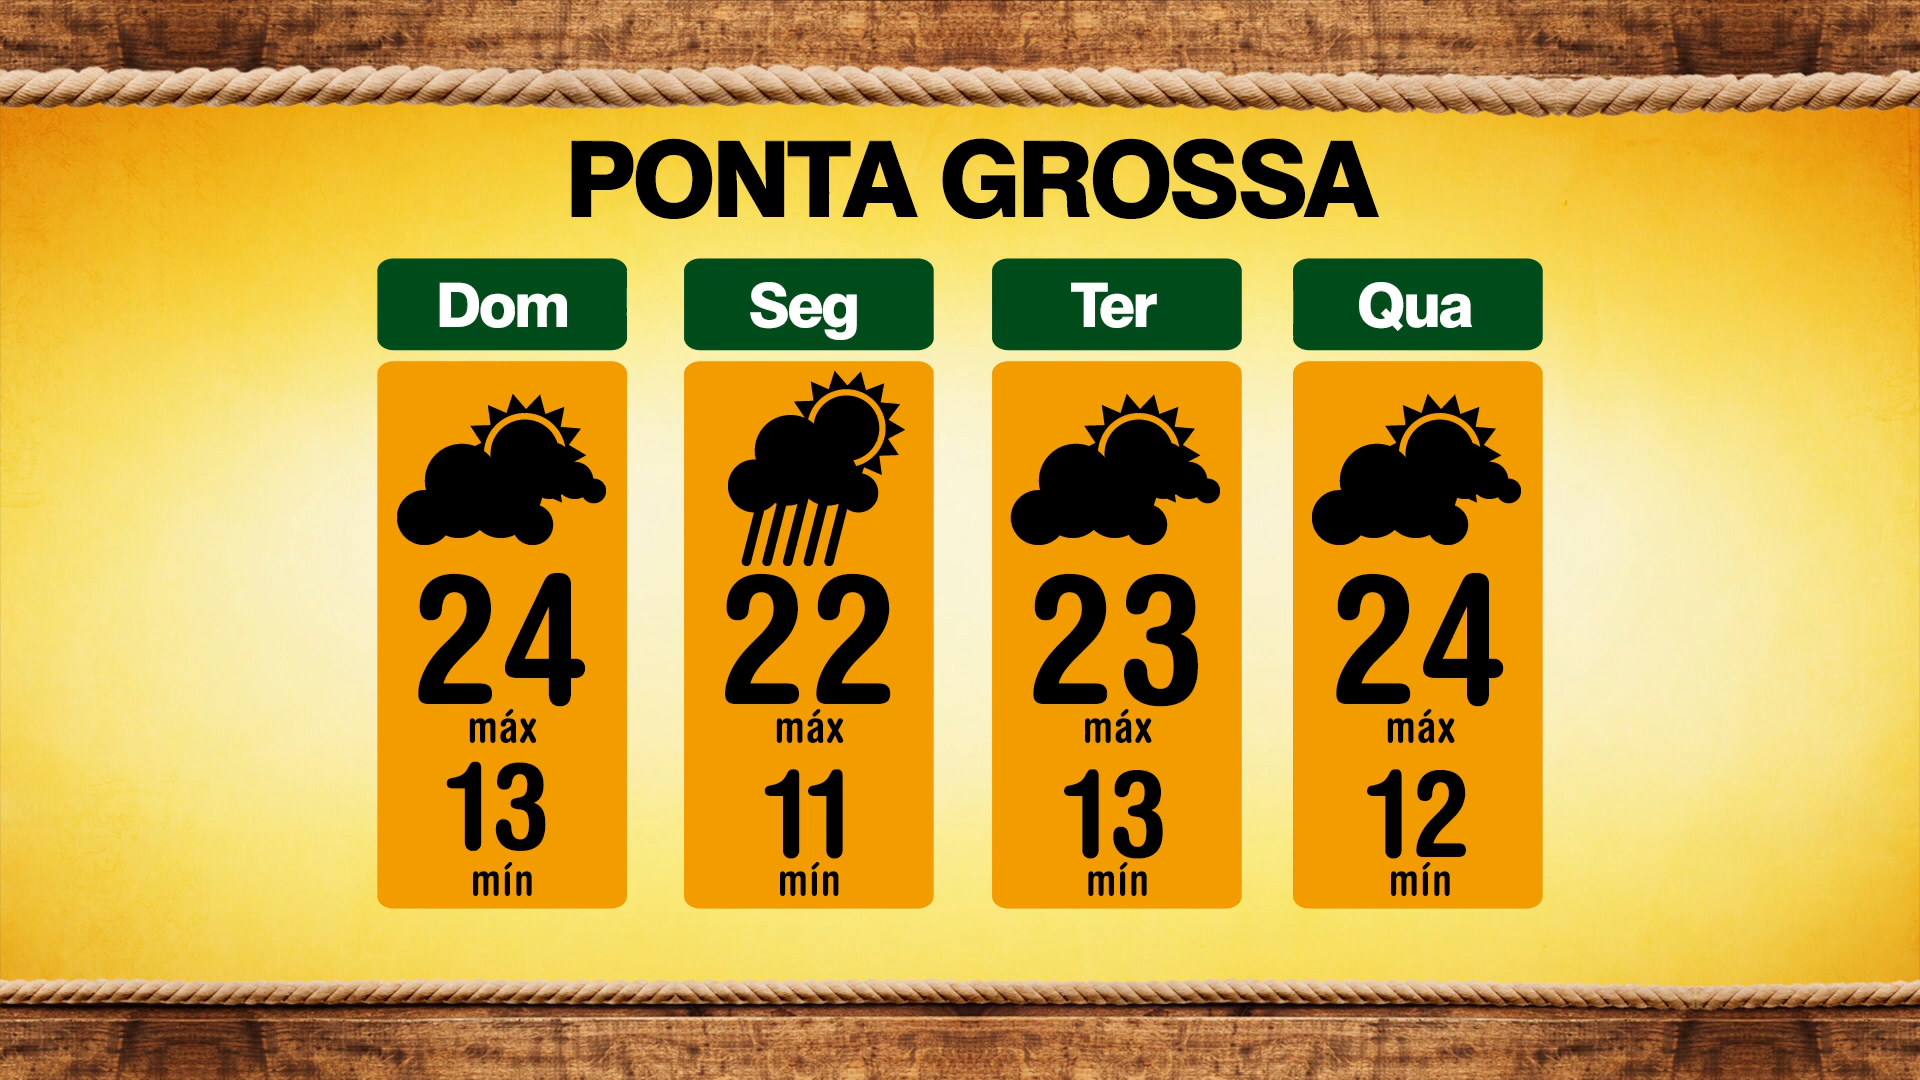 PONTA GROSSA
Dom Seg Ter Qua
24 22 23 24
máx máx máx máx
13 11 13 12
mín mín mín mín